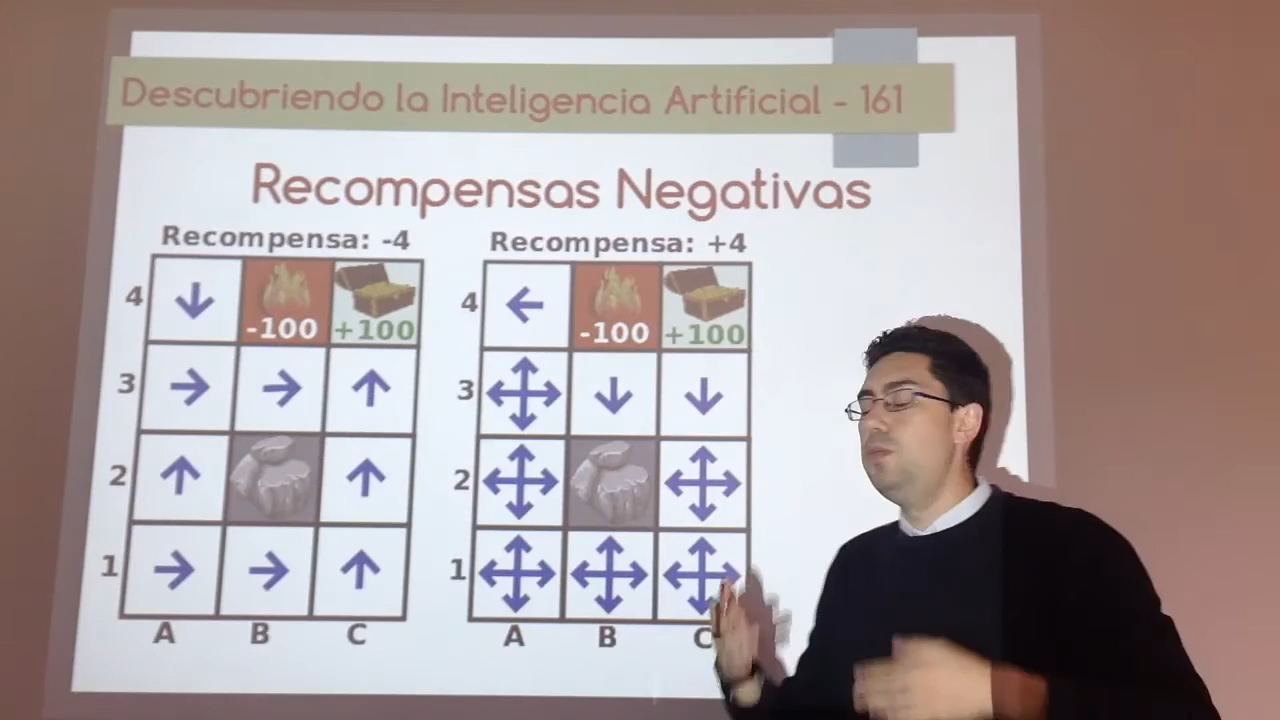 Descubriendo la Inteligencia Artificial - 161
Recompensas Negativas
Recompensa: -4
4
-100
+100
3
2
1
A B C
Recompensa: +4
4
-100
+100
3
2
1
A B C